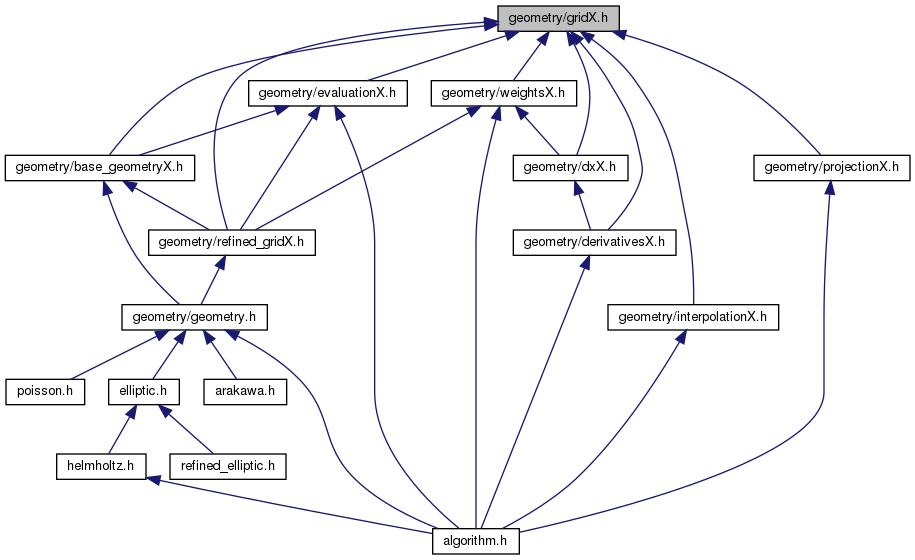 geometry/gridX.h
geometry/evaluationX.h
geometry/weightsX.h
geometry/base_geometryX.h
geometry/dxX.h
geometry/projectionX.h
geometry/refined_gridX.h
geometry/derivativesX.h
geometry/geometry.h
geometry/interpolationX.h
poisson.h
elliptic.h
arakawa.h
helmholtz.h
refined_elliptic.h
algorithm.h